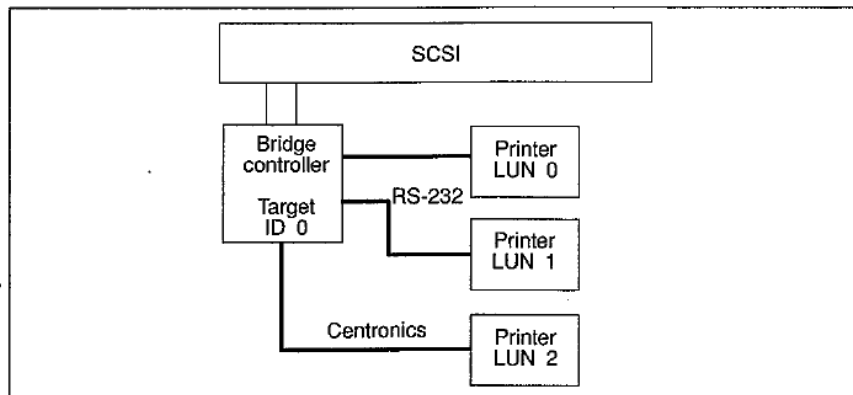 SCSI
Bridge
controller
Target
ID 0
Printer
LUN 0
RS-232
Printer
LUN 1
Centronics
Printer
LUN 2